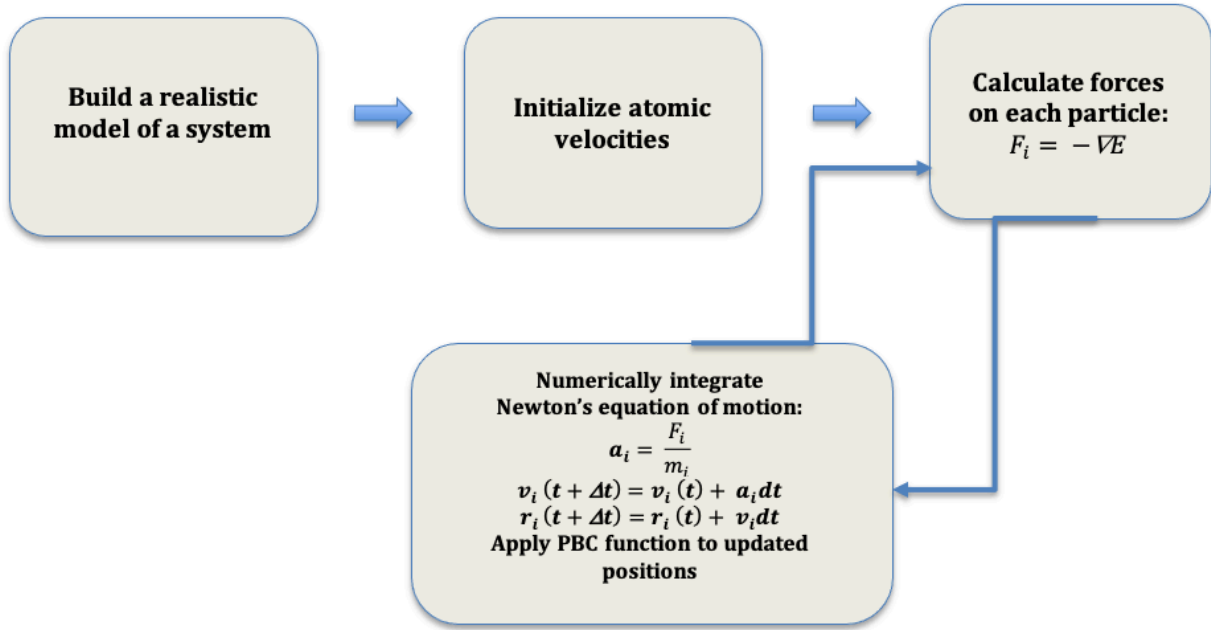 Build a realistic
model of a system
Initialize atomic
velocities
Calculate forces
on each particle:
F_i = −∇E
Numerically integrate
Newton’s equation of motion:
a_i = F_i / m_i
v_i (t + Δt) = v_i (t) + a_i dt
r_i (t + Δt) = r_i (t) + v_i dt
Apply PBC function to updated
positions